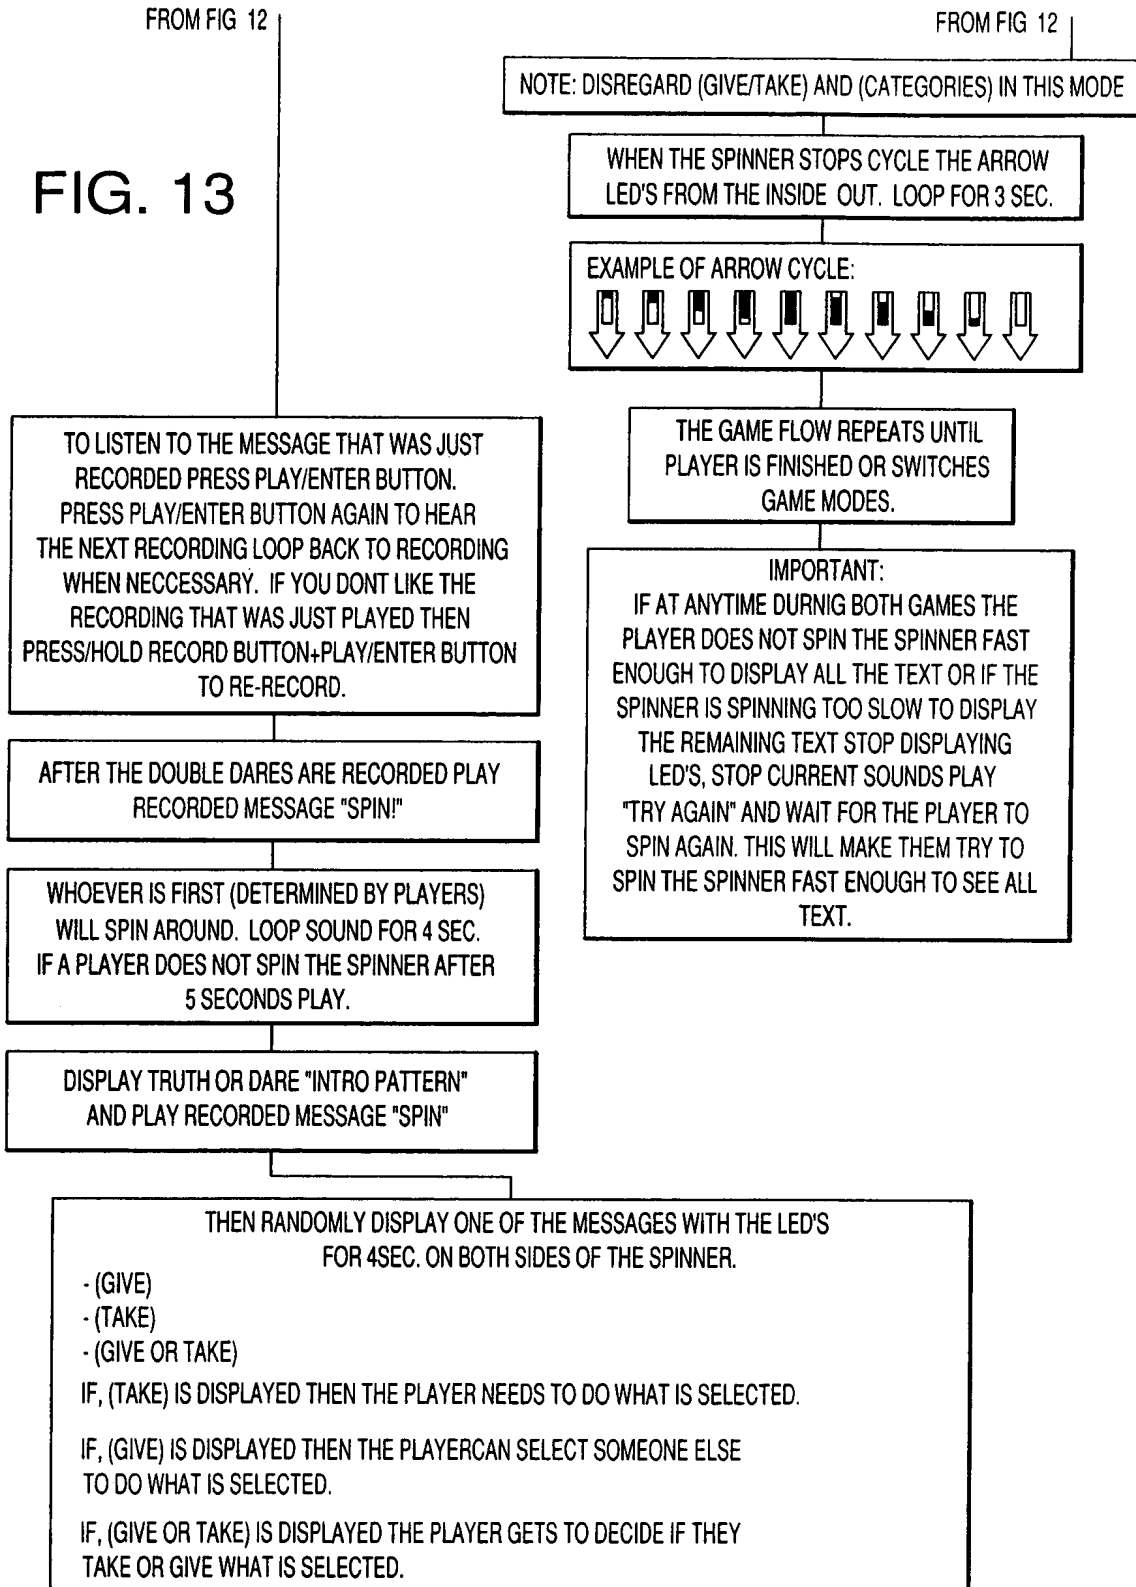 FROM FIG 12
FROM FIG 12
FIG. 13
TO LISTEN TO THE MESSAGE THAT WAS JUST
RECORDED PRESS PLAY/ENTER BUTTON.
PRESS PLAY/ENTER BUTTON AGAIN TO HEAR
THE NEXT RECORDING LOOP BACK TO RECORDING
WHEN NECCESSARY. IF YOU DONT LIKE THE
RECORDING THAT WAS JUST PLAYED THEN
PRESS/HOLD RECORD BUTTON+PLAY/ENTER BUTTON
TO RE-RECORD.
AFTER THE DOUBLE DARES ARE RECORDED PLAY
RECORDED MESSAGE "SPIN!"
WHOEVER IS FIRST (DETERMINED BY PLAYERS)
WILL SPIN AROUND. LOOP SOUND FOR 4 SEC.
IF A PLAYER DOES NOT SPIN THE SPINNER AFTER
5 SECONDS PLAY.
DISPLAY TRUTH OR DARE "INTRO PATTERN"
AND PLAY RECORDED MESSAGE "SPIN"
THEN RANDOMLY DISPLAY ONE OF THE MESSAGES WITH THE LED'S
FOR 4SEC. ON BOTH SIDES OF THE SPINNER.
- (GIVE)
- (TAKE)
- (GIVE OR TAKE)
IF, (TAKE) IS DISPLAYED THEN THE PLAYER NEEDS TO DO WHAT IS SELECTED.
IF, (GIVE) IS DISPLAYED THEN THE PLAYERCAN SELECT SOMEONE ELSE
TO DO WHAT IS SELECTED.
IF, (GIVE OR TAKE) IS DISPLAYED THE PLAYER GETS TO DECIDE IF THEY
TAKE OR GIVE WHAT IS SELECTED.
NOTE: DISREGARD (GIVE/TAKE) AND (CATEGORIES) IN THIS MODE
WHEN THE SPINNER STOPS CYCLE THE ARROW
LED'S FROM THE INSIDE OUT. LOOP FOR 3 SEC.
EXAMPLE OF ARROW CYCLE:
THE GAME FLOW REPEATS UNTIL
PLAYER IS FINISHED OR SWITCHES
GAME MODES.
IMPORTANT:
IF AT ANYTIME DURNIG BOTH GAMES THE
PLAYER DOES NOT SPIN THE SPINNER FAST
ENOUGH TO DISPLAY ALL THE TEXT OR IF THE
SPINNER IS SPINNING TOO SLOW TO DISPLAY
THE REMAINING TEXT STOP DISPLAYING
LED'S, STOP CURRENT SOUNDS PLAY
"TRY AGAIN" AND WAIT FOR THE PLAYER TO
SPIN AGAIN. THIS WILL MAKE THEM TRY TO
SPIN THE SPINNER FAST ENOUGH TO SEE ALL
TEXT.